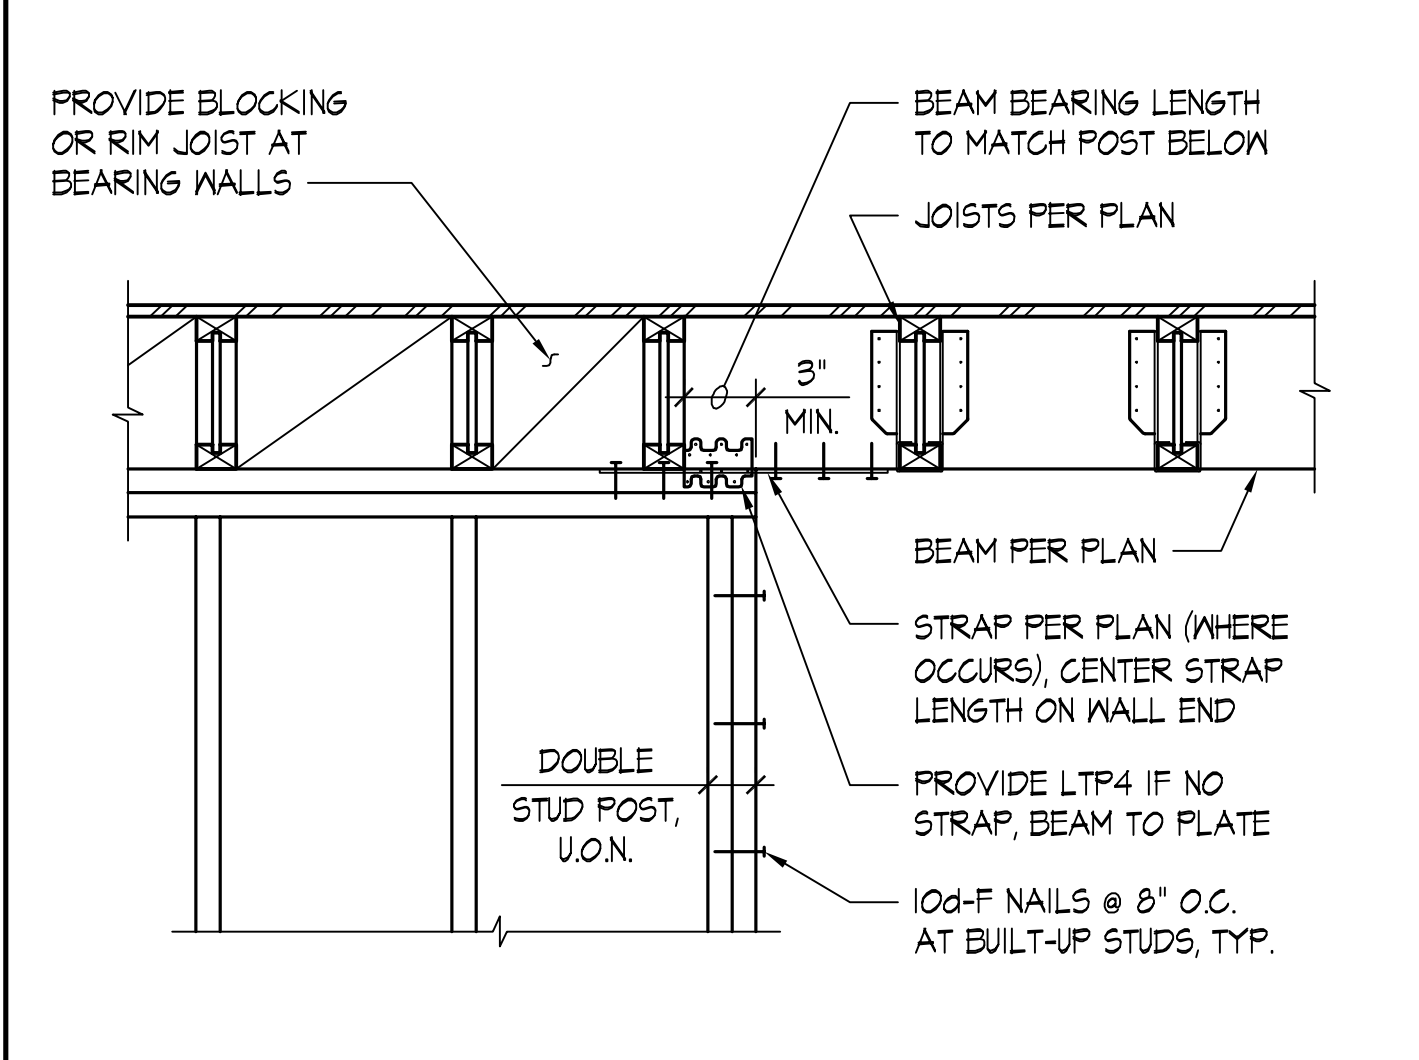 PROVIDE BLOCKING
OR RIM JOIST AT
BEARING WALLS
BEAM BEARING LENGTH
TO MATCH POST BELOW
JOISTS PER PLAN
3"
MIN.
BEAM PER PLAN
STRAP PER PLAN (WHERE
OCCURS), CENTER STRAP
LENGTH ON WALL END
DOUBLE
STUD POST,
U.O.N.
PROVIDE LTP4 IF NO
STRAP, BEAM TO PLATE
10d-F NAILS @ 8" O.C.
AT BUILT-UP STUDS, TYP.